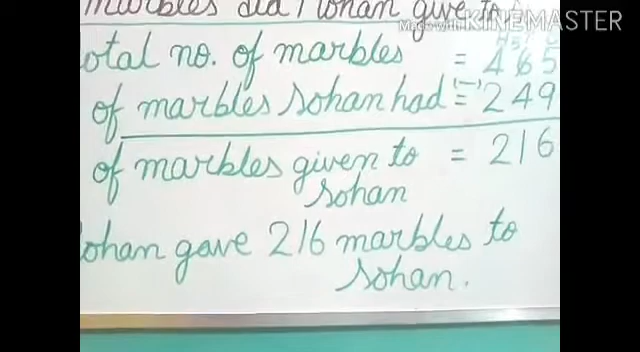 marbles did Mohan give to
Made with KINEMASTER
otal no. of marbles = 465
of marbles Sohan had (-) = 249
of marbles given to = 216
Sohan
ohan gave 216 marbles to
Sohan.